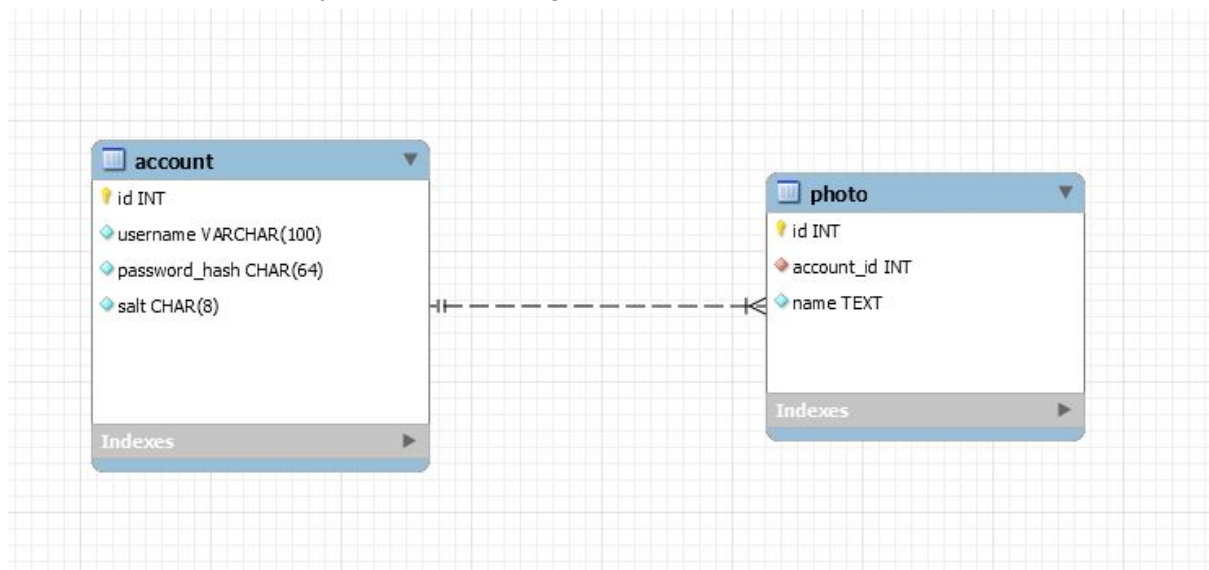 account
id INT
username VARCHAR(100)
password_hash CHAR(64)
salt CHAR(8)
Indexes
photo
id INT
account_id INT
name TEXT
Indexes